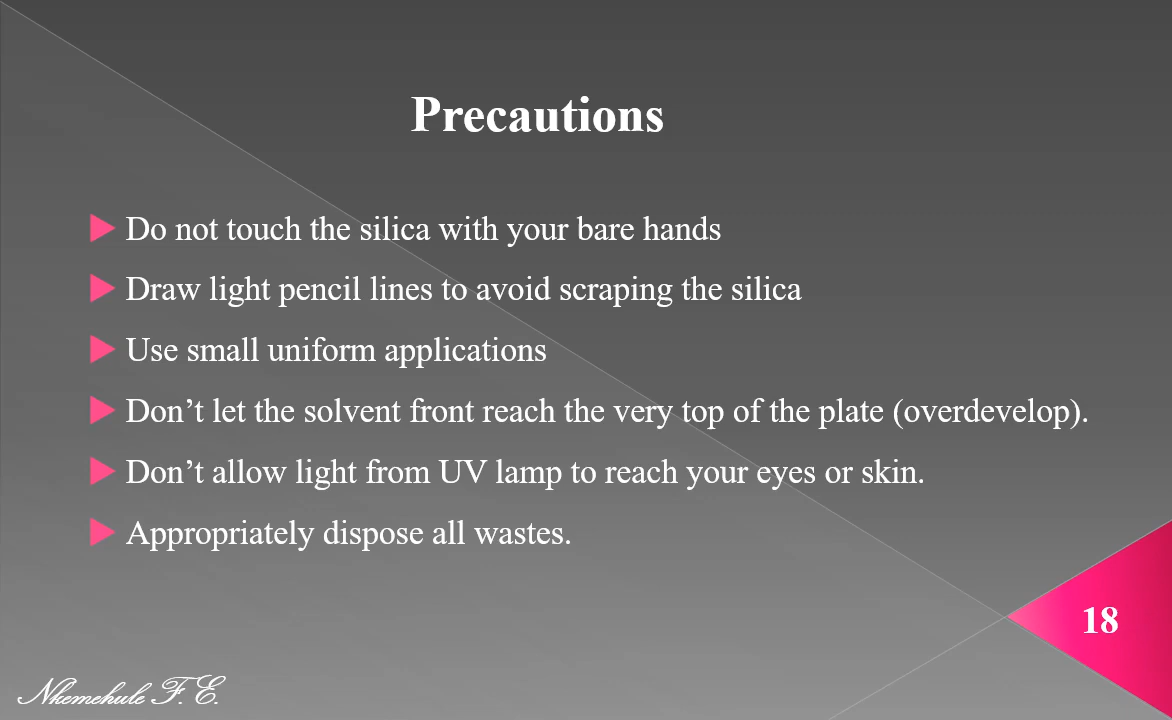 Precautions
Do not touch the silica with your bare hands
Draw light pencil lines to avoid scraping the silica
Use small uniform applications
Don’t let the solvent front reach the very top of the plate (overdevelop).
Don’t allow light from UV lamp to reach your eyes or skin.
Appropriately dispose all wastes.
18
Nkemehule F. E.